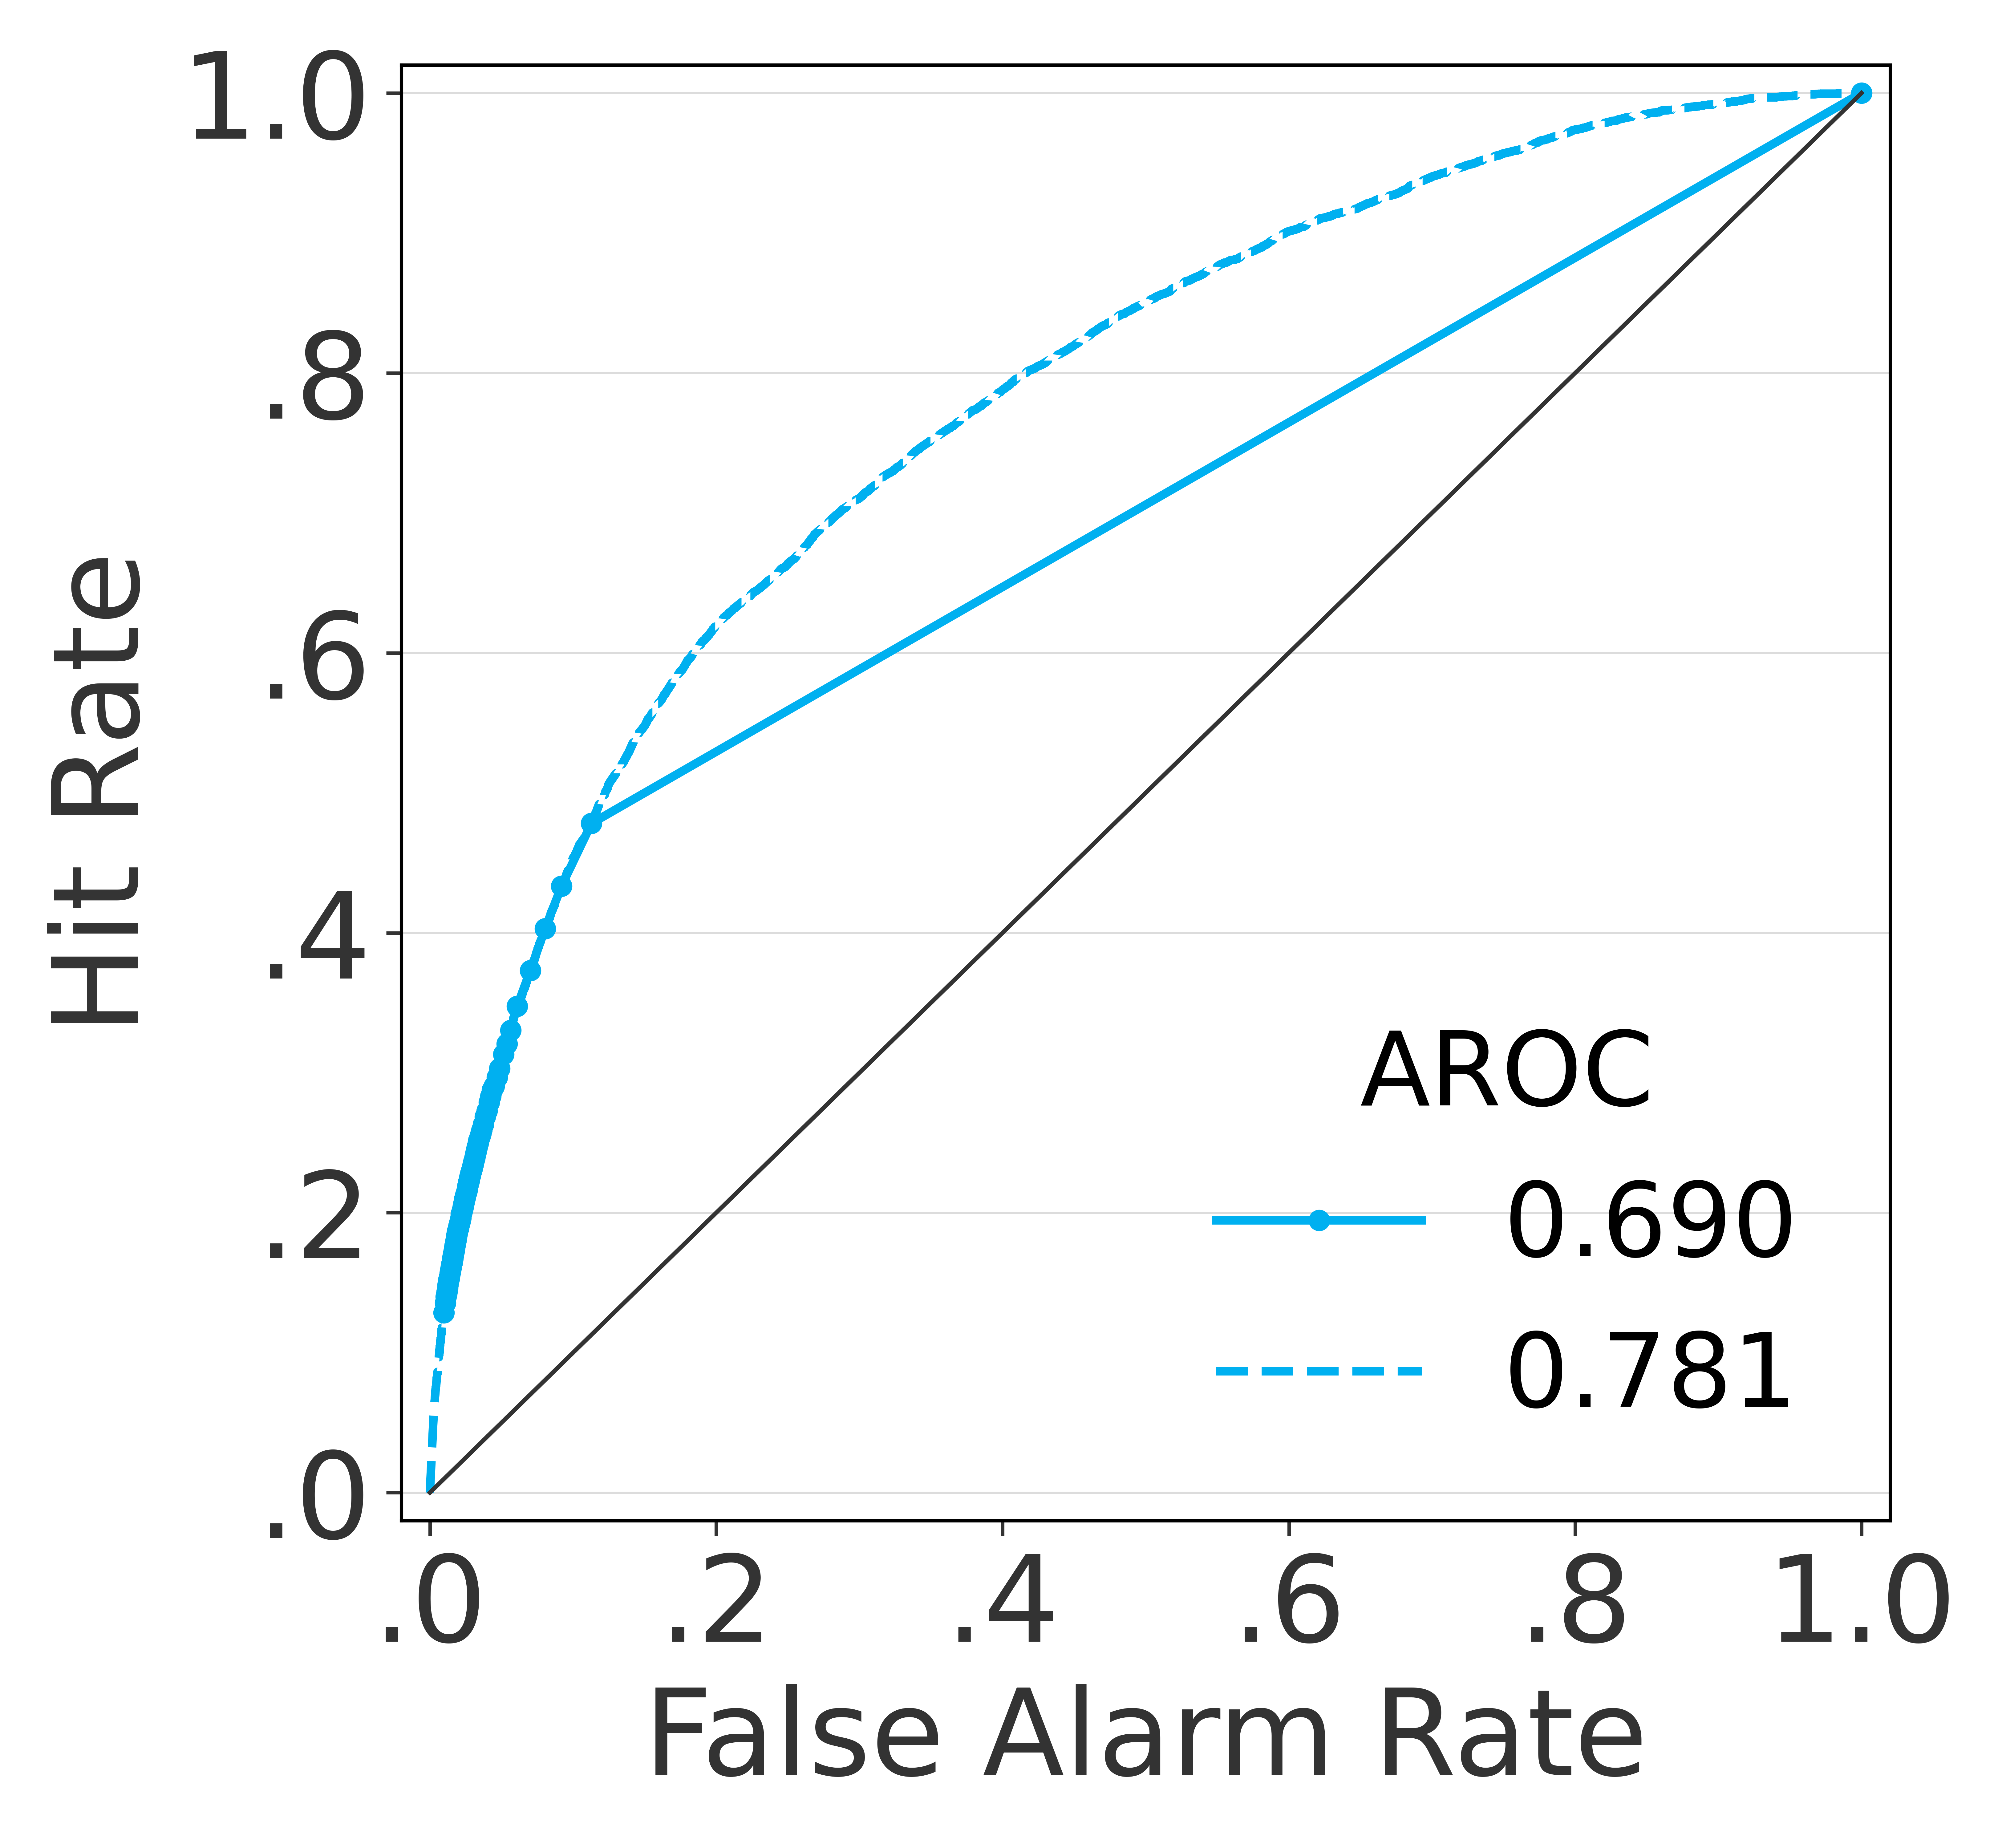 1.0
.8
.6
.4
.2
.0
Hit Rate
AROC
0.690
0.781
.0 .2 .4 .6 .8 1.0
False Alarm Rate